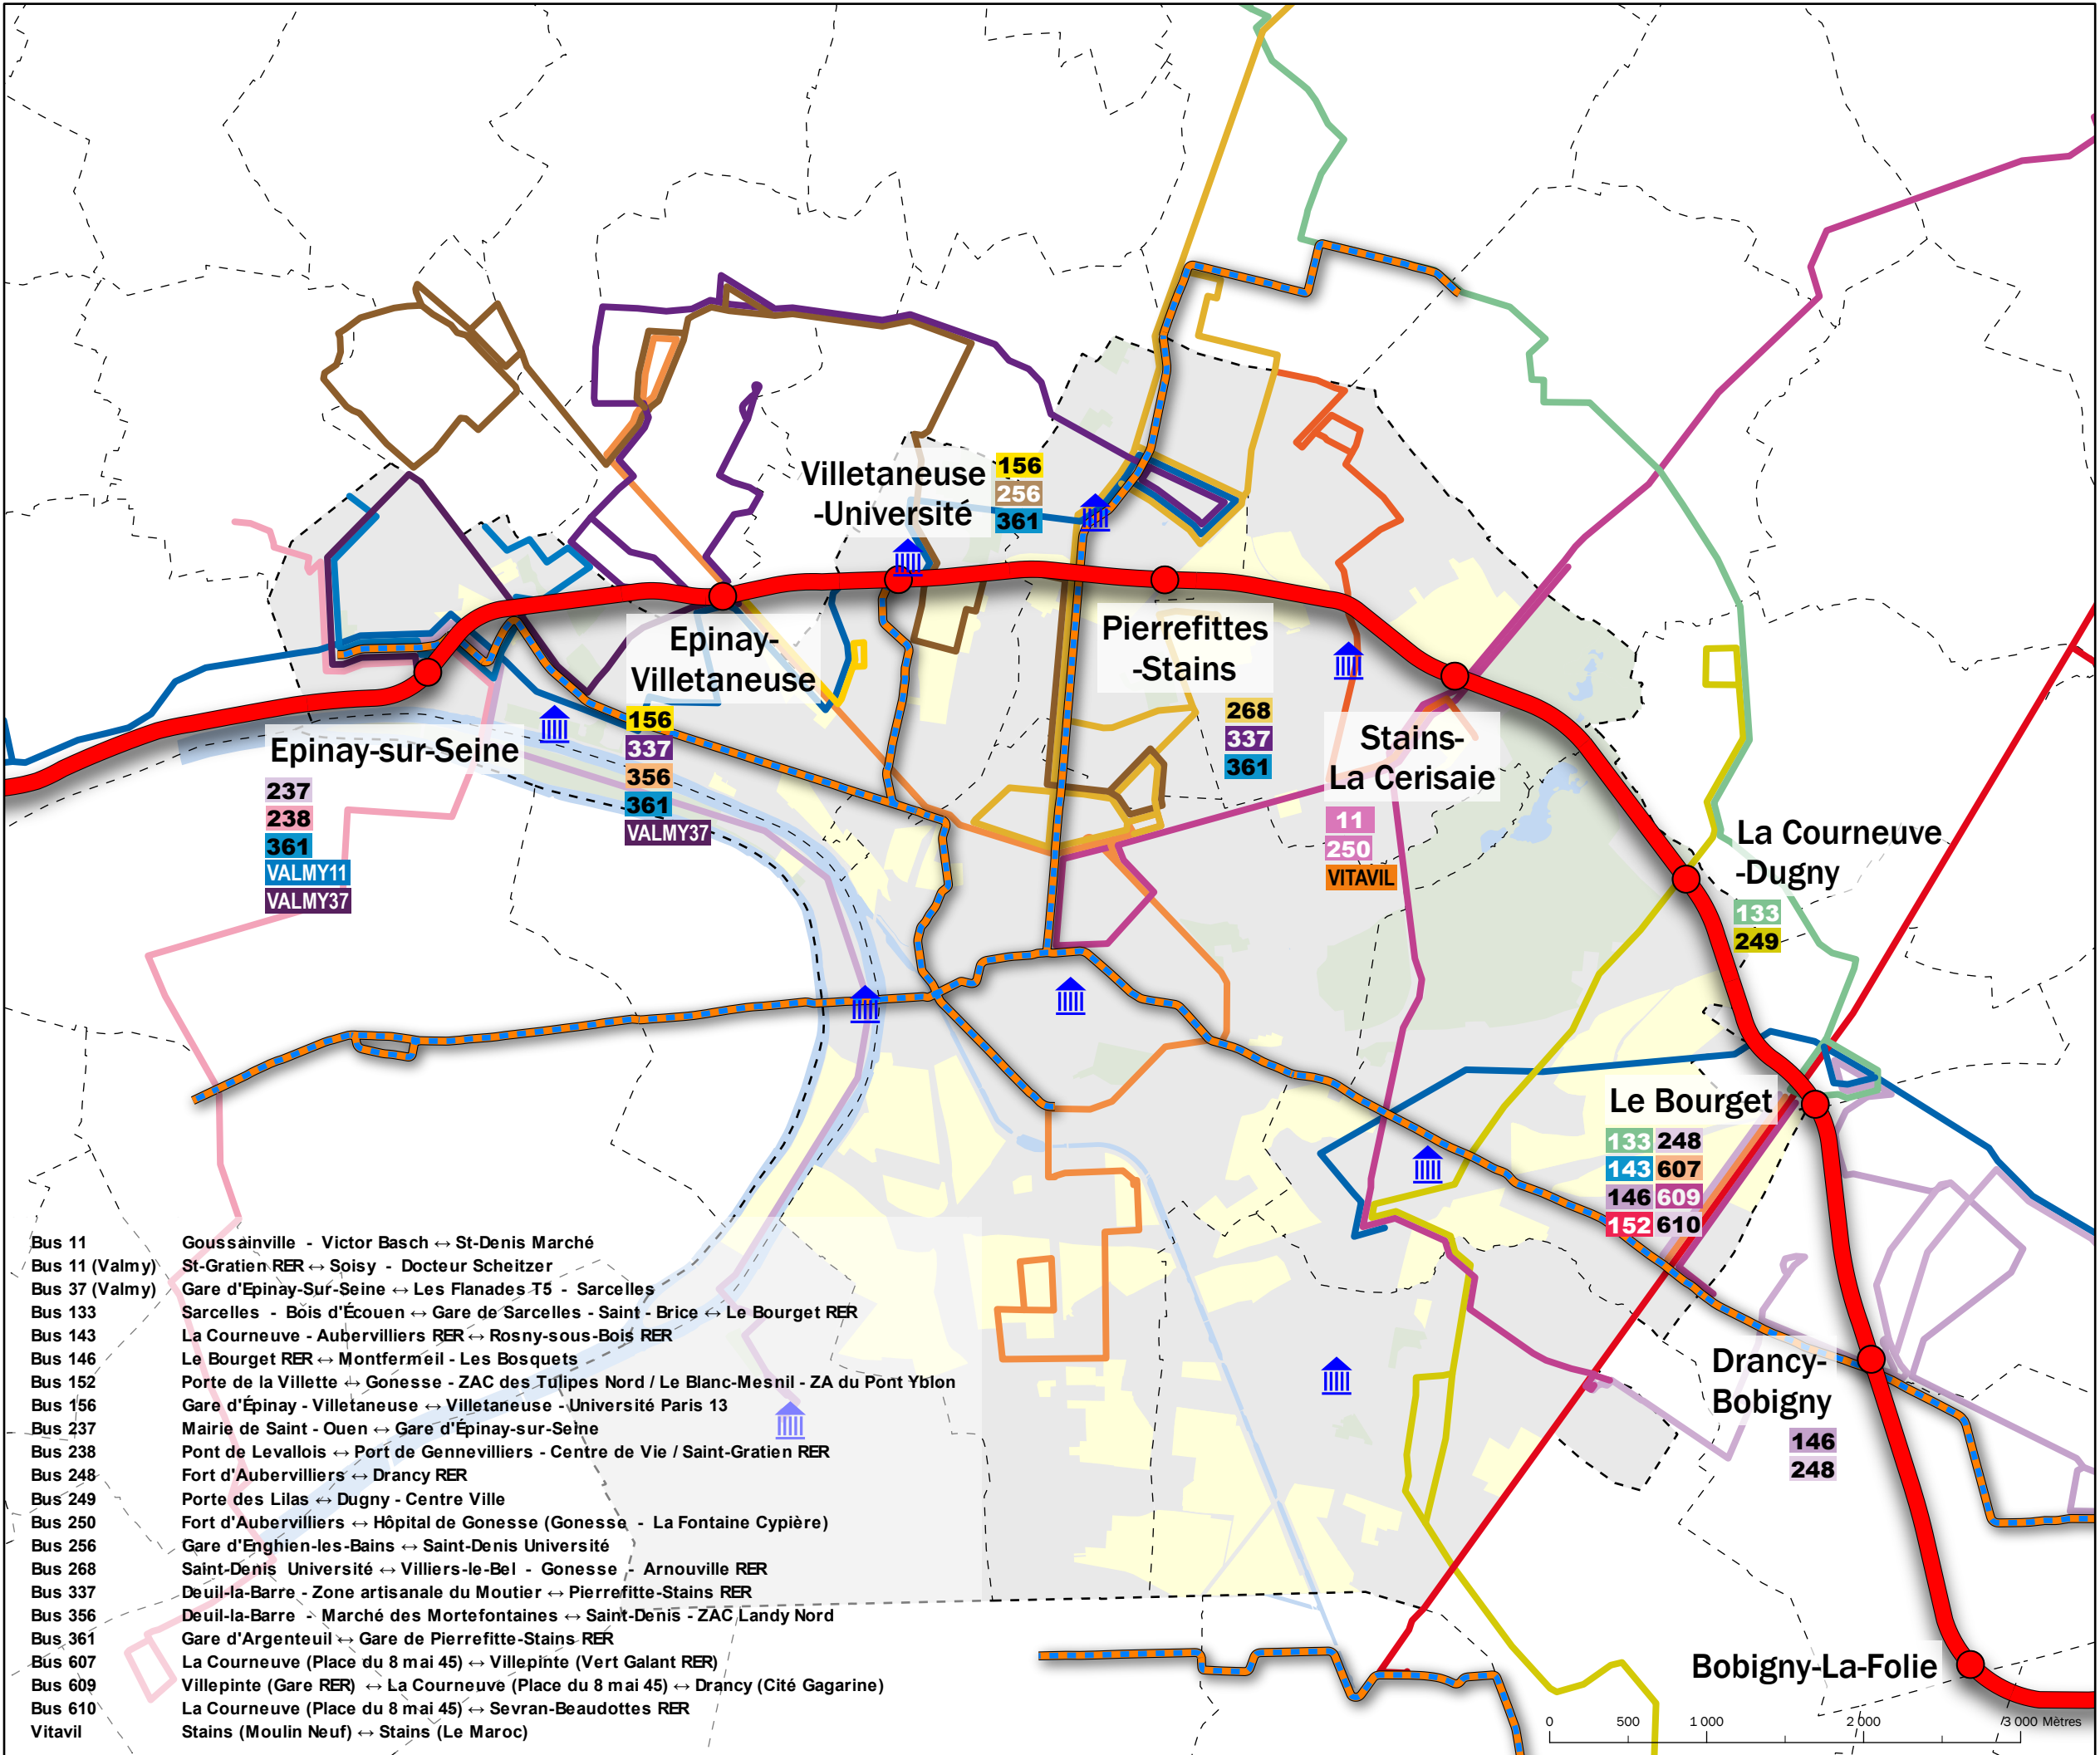 Villetaneuse
-Université
156
256
361
Epinay-
Villetaneuse
156
337
356
361
VALMY37
Pierrefittes
-Stains
268
337
361
Epinay-sur-Seine
237
238
361
VALMY11
VALMY37
Stains-
La Cerisaie
11
250
VITAVIL
La Courneuve
-Dugny
133
249
Le Bourget
133 248
143 607
146 609
152 610
Drancy-
Bobigny
146
248
Bobigny-La-Folie
Bus 11 Goussainville - Victor Basch ↔ St-Denis Marché
Bus 11 (Valmy) St-Gratien RER ↔ Soisy - Docteur Scheitzer
Bus 37 (Valmy) Gare d'Epinay-Sur-Seine ↔ Les Flanades T5 - Sarcelles
Bus 133 Sarcelles - Bois d'Écouen ↔ Gare de Sarcelles - Saint - Brice ↔ Le Bourget RER
Bus 143 La Courneuve - Aubervilliers RER ↔ Rosny-sous-Bois RER
Bus 146 Le Bourget RER ↔ Montfermeil - Les Bosquets
Bus 152 Porte de la Villette ↔ Gonesse - ZAC des Tulipes Nord / Le Blanc-Mesnil - ZA du Pont Yblon
Bus 156 Gare d'Épinay - Villetaneuse ↔ Villetaneuse - Université Paris 13
Bus 237 Mairie de Saint - Ouen ↔ Gare d'Épinay-sur-Seine
Bus 238 Pont de Levallois ↔ Port de Gennevilliers - Centre de Vie / Saint-Gratien RER
Bus 248 Fort d'Aubervilliers ↔ Drancy RER
Bus 249 Porte des Lilas ↔ Dugny - Centre Ville
Bus 250 Fort d'Aubervilliers ↔ Hôpital de Gonesse (Gonesse - La Fontaine Cypière)
Bus 256 Gare d'Enghien-les-Bains ↔ Saint-Denis Université
Bus 268 Saint-Denis Université ↔ Villiers-le-Bel - Gonesse - Arnouville RER
Bus 337 Deuil-la-Barre - Zone artisanale du Moutier ↔ Pierrefitte-Stains RER
Bus 356 Deuil-la-Barre - Marché des Mortefontaines ↔ Saint-Denis - ZAC Landy Nord
Bus 361 Gare d'Argenteuil ↔ Gare de Pierrefitte-Stains RER
Bus 607 La Courneuve (Place du 8 mai 45) ↔ Villepinte (Vert Galant RER)
Bus 609 Villepinte (Gare RER) ↔ La Courneuve (Place du 8 mai 45) ↔ Drancy (Cité Gagarine)
Bus 610 La Courneuve (Place du 8 mai 45) ↔ Sevran-Beaudottes RER
Vitavil Stains (Moulin Neuf) ↔ Stains (Le Maroc)
0 500 1 000 2 000 3 000 Mètres